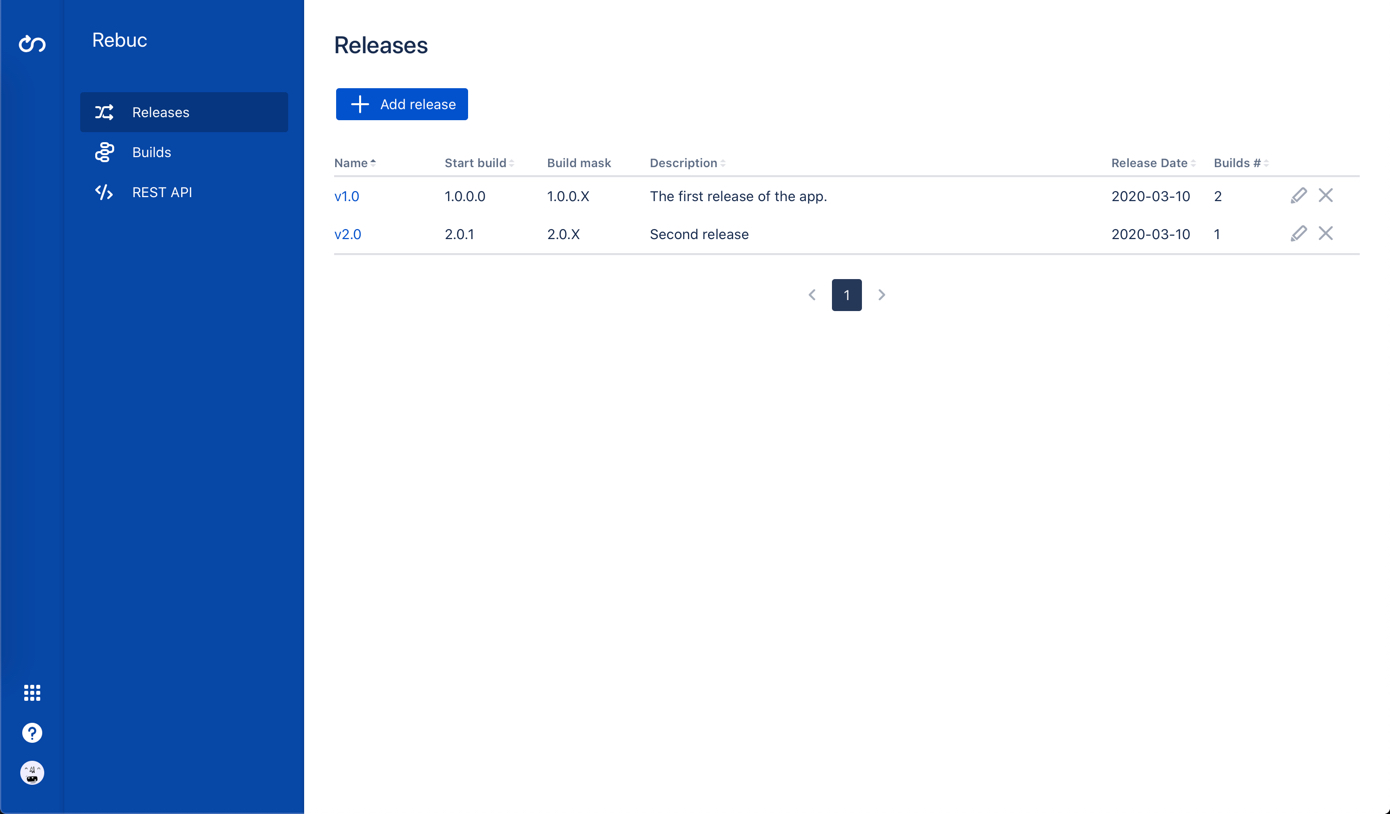 Rebuc
Releases
Builds
REST API
Releases
Add release
Name Start build Build mask Description Release Date Builds #
v1.0 1.0.0.0 1.0.0.X The first release of the app. 2020-03-10 2
v2.0 2.0.1 2.0.X Second release 2020-03-10 1
1
?